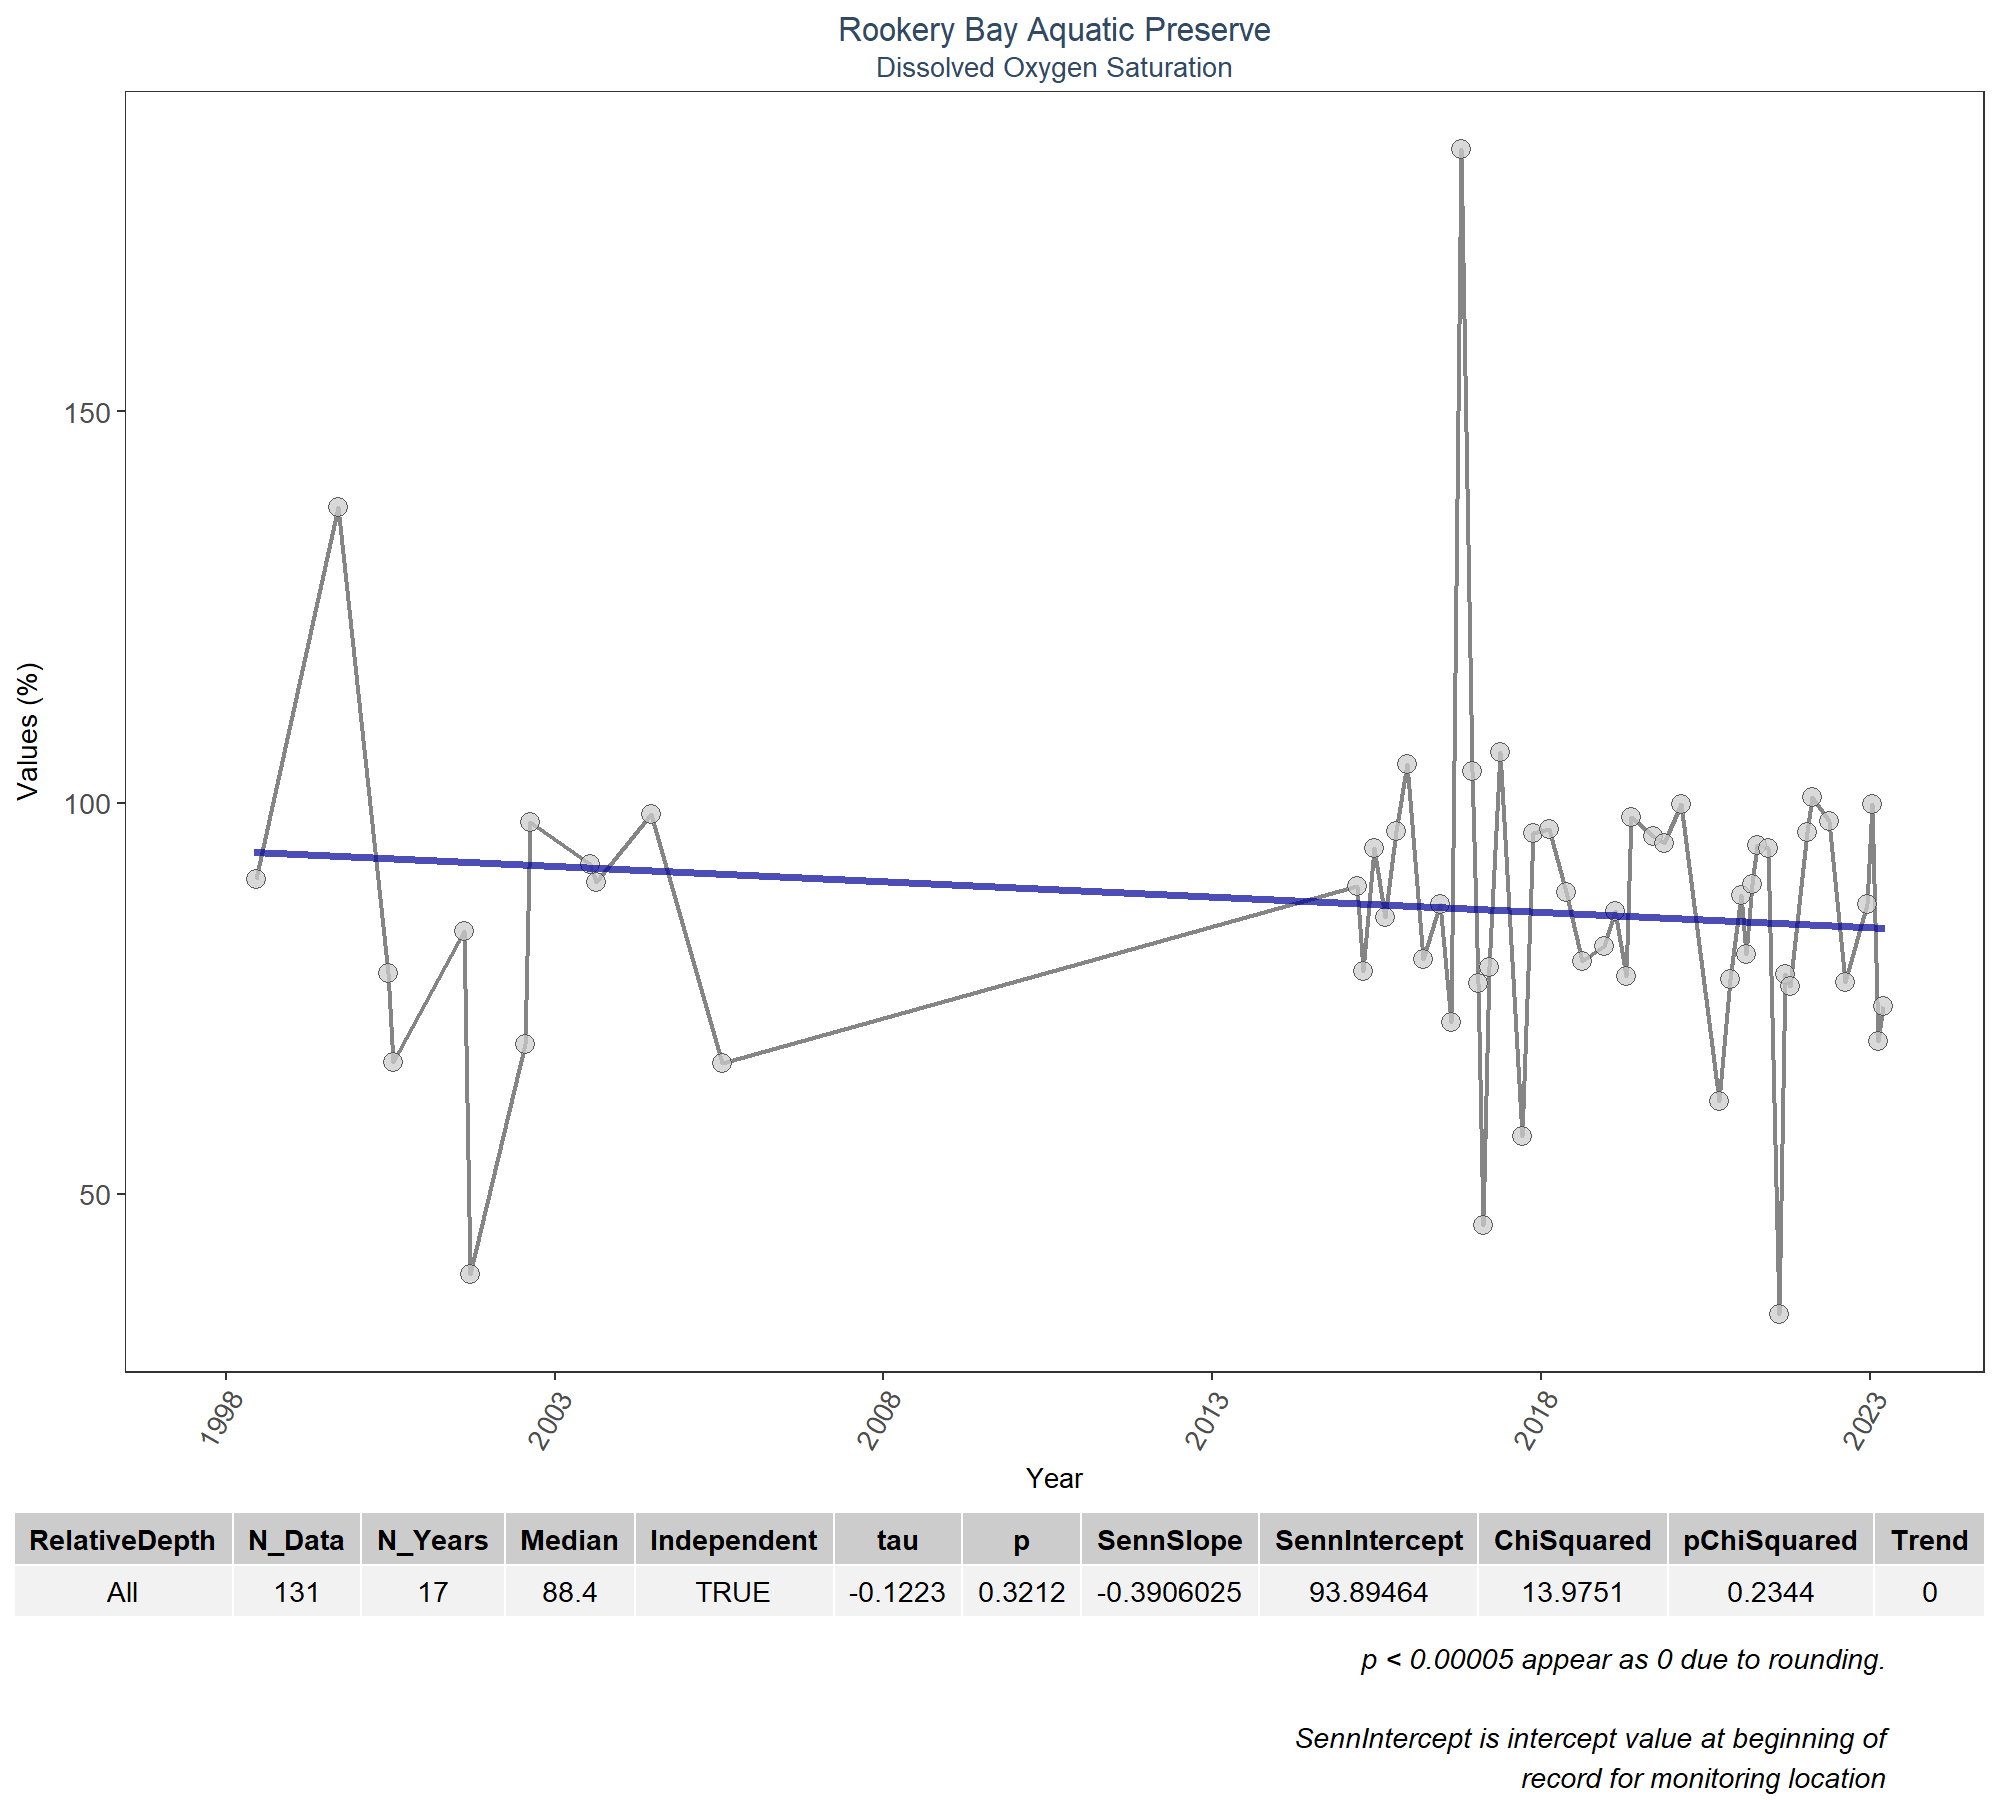 Rookery Bay Aquatic Preserve
Dissolved Oxygen Saturation
Values (%)
150
100
50
1998 2003 2008 2013 2018 2023
Year
RelativeDepth N_Data N_Years Median Independent tau p SennSlope SennIntercept ChiSquared pChiSquared Trend
All 131 17 88.4 TRUE -0.1223 0.3212 -0.3906025 93.89464 13.9751 0.2344 0
p < 0.00005 appear as 0 due to rounding.
SennIntercept is intercept value at beginning of
record for monitoring location